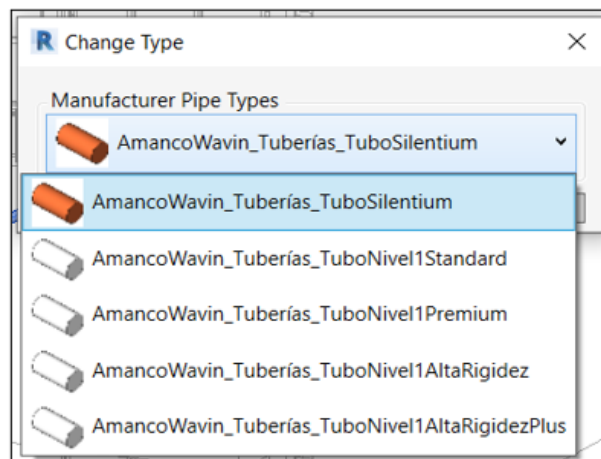 R Change Type
Manufacturer Pipe Types
AmancoWavin_Tuberías_TuboSilentium
AmancoWavin_Tuberías_TuboSilentium
AmancoWavin_Tuberías_TuboNivel1Standard
AmancoWavin_Tuberías_TuboNivel1Premium
AmancoWavin_Tuberías_TuboNivel1AltaRigidez
AmancoWavin_Tuberías_TuboNivel1AltaRigidezPlus